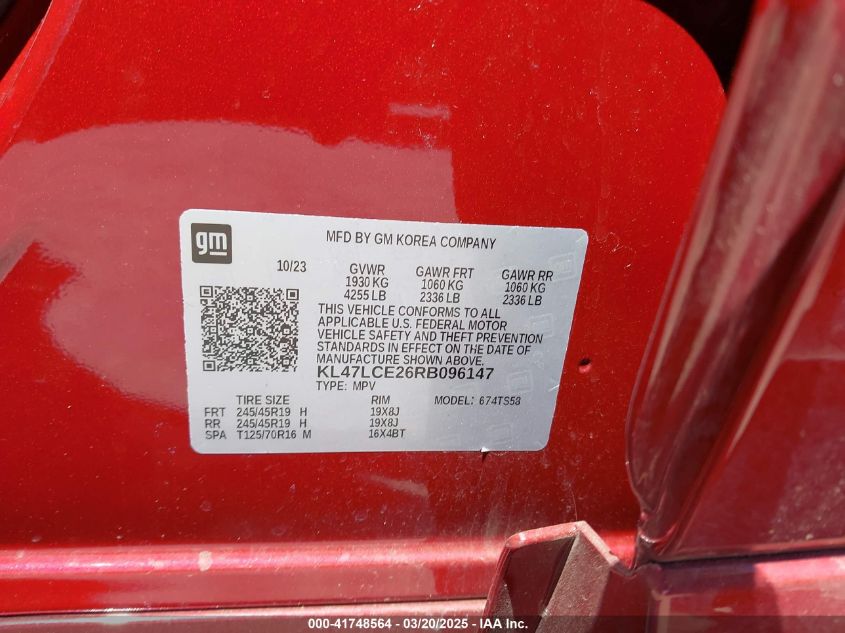 gm
MFD BY GM KOREA COMPANY
10/23 GVWR GAWR FRT GAWR RR
1930 KG 1060 KG 1060 KG
4255 LB 2336 LB 2336 LB
THIS VEHICLE CONFORMS TO ALL
APPLICABLE U.S. FEDERAL MOTOR
VEHICLE SAFETY AND THEFT PREVENTION
STANDARDS IN EFFECT ON THE DATE OF
MANUFACTURE SHOWN ABOVE.
KL47LCE26RB096147
TYPE: MPV
TIRE SIZE RIM MODEL: 674TS58
FRT 245/45R19 H 19X8J
RR 245/45R19 H 19X8J
SPA T125/70R16 M 16X4BT
000-41748564 - 03/20/2025 - IAA Inc.